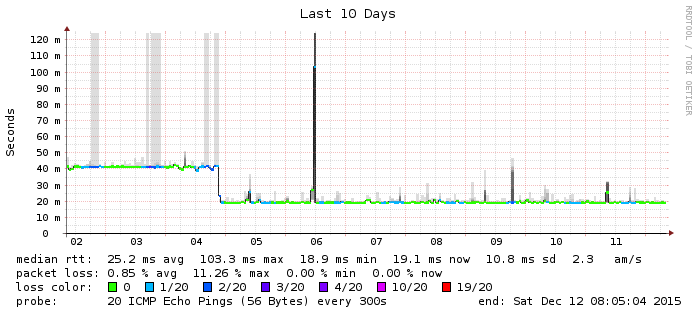 Last 10 Days
RRDTOOL / TOBI OETIKER
Seconds
120 m
110 m
100 m
90 m
80 m
70 m
60 m
50 m
40 m
30 m
20 m
10 m
0
02 03 04 05 06 07 08 09 10 11
median rtt: 25.2 ms avg 103.3 ms max 18.9 ms min 19.1 ms now 10.8 ms sd 2.3 am/s
packet loss: 0.85 % avg 11.26 % max 0.00 % min 0.00 % now
loss color: 0 1/20 2/20 3/20 4/20 10/20 19/20
probe: 20 ICMP Echo Pings (56 Bytes) every 300s end: Sat Dec 12 08:05:04 2015